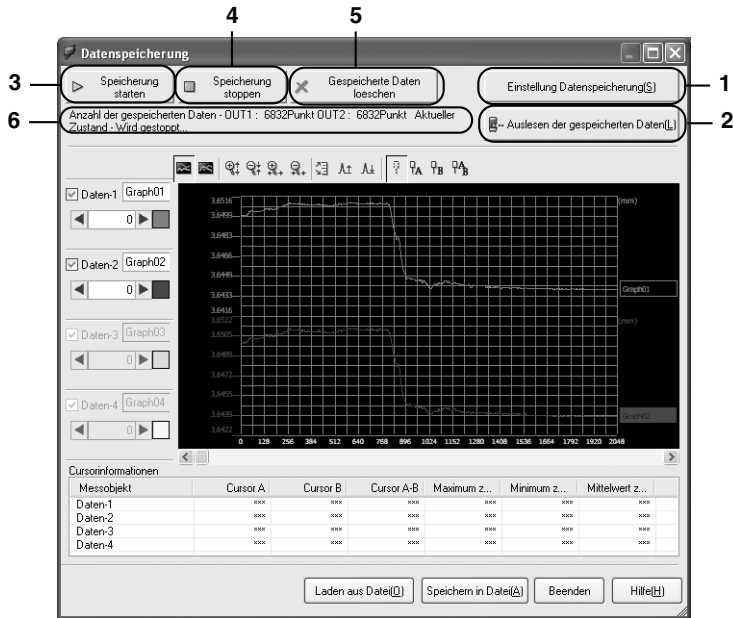 4
5
Datenspeicherung
3
Speicherung starten
Speicherung stoppen
Gespeicherte Daten loeschen
Einstellung Datenspeicherung(S)
1
6
Anzahl der gespeicherten Daten - OUT1 : 6832Punkt OUT2 : 6832Punkt Aktueller
Zustand - Wird gestoppt...
Auslesen der gespeicherten Daten(L)
2
A B A B
Daten-1 Graph01
0
Daten-2 Graph02
0
Daten-3 Graph03
0
Daten-4 Graph04
0
3.6516 (mm)
3.6499
3.6483
3.6466
3.6449
3.6433 Graph01
3.6416
3.6522 (mm)
3.6505
3.6489
3.6472
3.6455
3.6439 Graph02
3.6422
0 128 256 384 512 640 768 896 1024 1152 1280 1408 1536 1664 1792 1920 2048
Cursorinformationen
Messobjekt Cursor A Cursor B Cursor A-B Maximum z... Minimum z... Mittelwert z...
Daten-1 *** *** *** *** *** ***
Daten-2 *** *** *** *** *** ***
Daten-3 *** *** *** *** *** ***
Daten-4 *** *** *** *** *** ***
Laden aus Datei(O) Speichern in Datei(A) Beenden Hilfe(H)